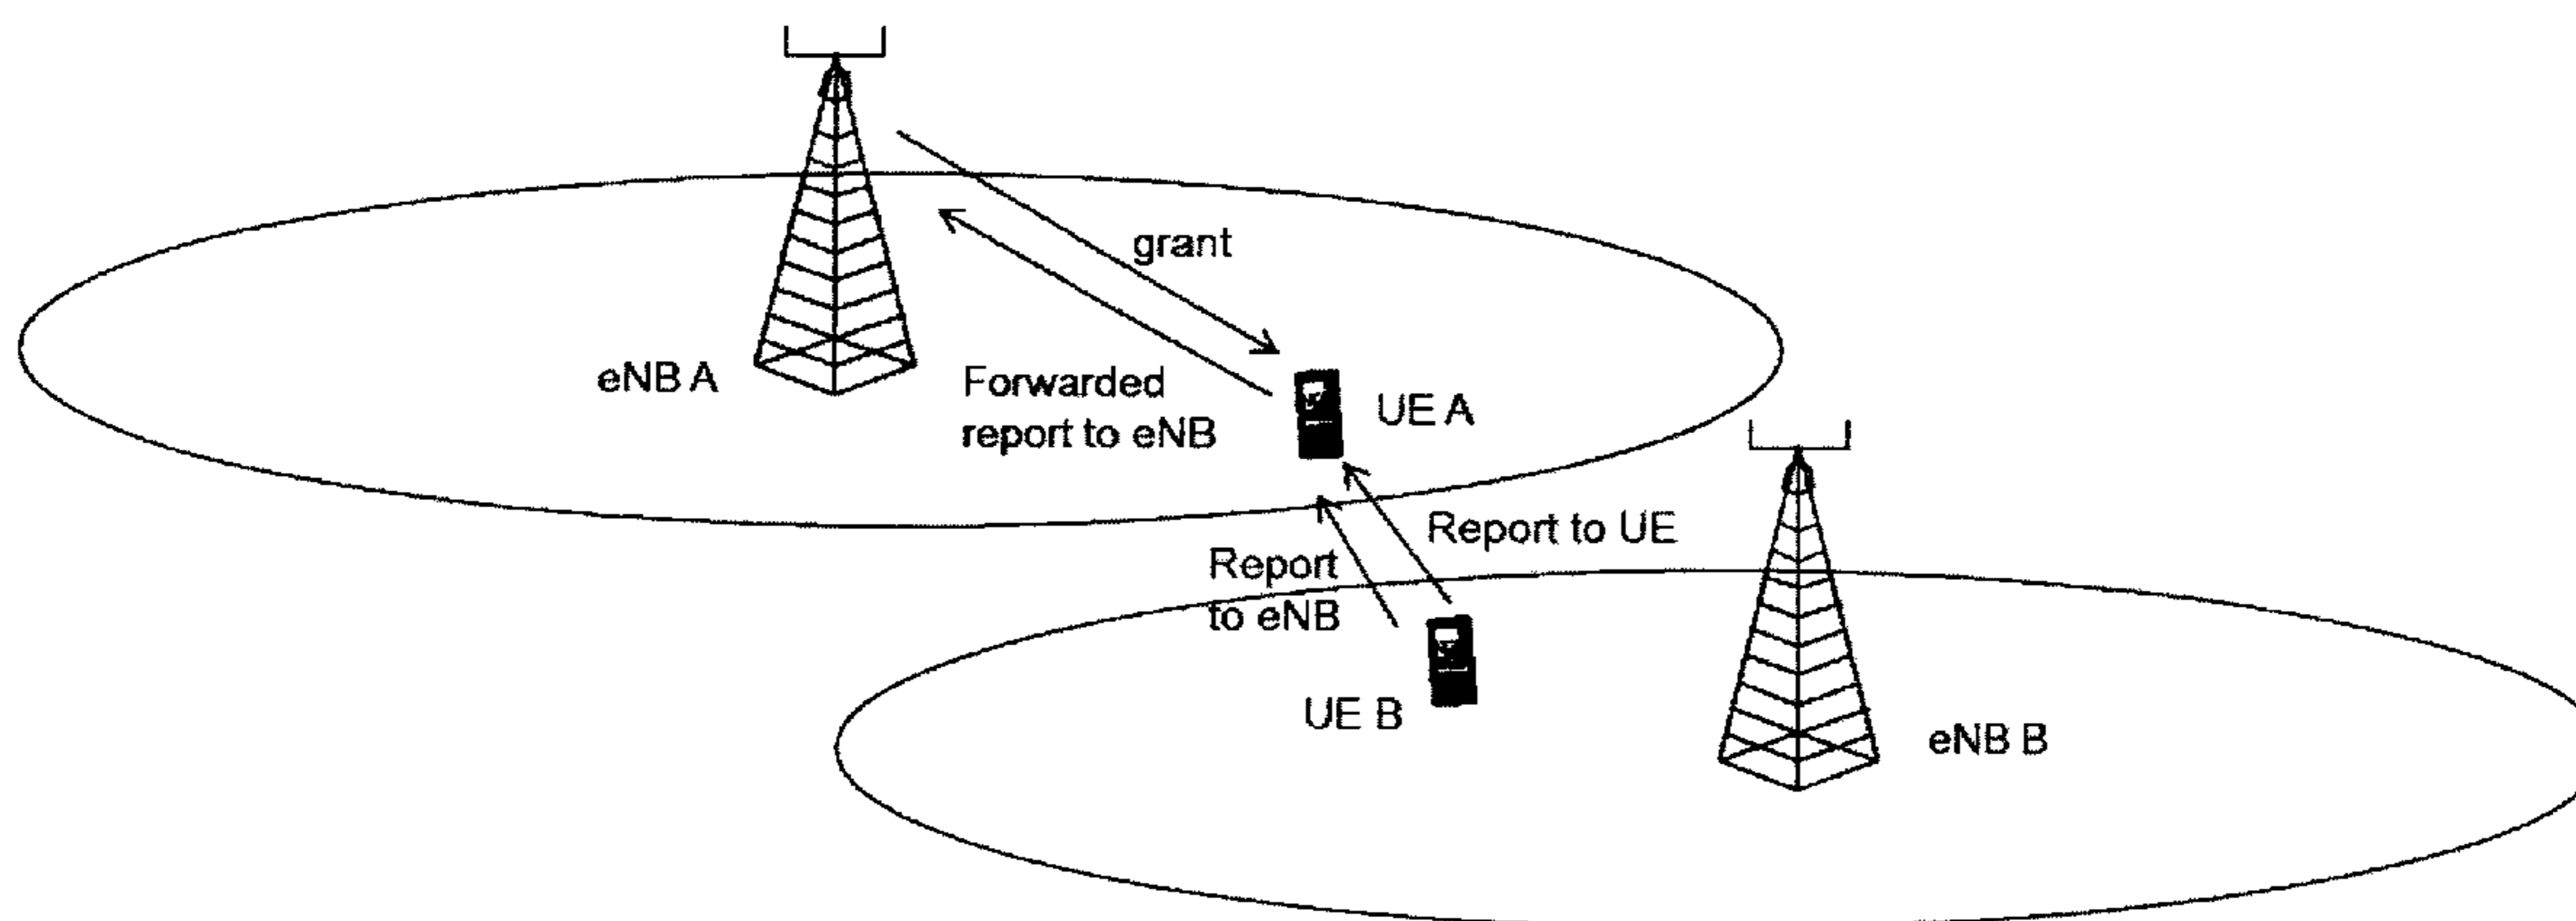 grant
eNB A
Forwarded
report to eNB
UE A
Report to UE
Report
to eNB
UE B
eNB B